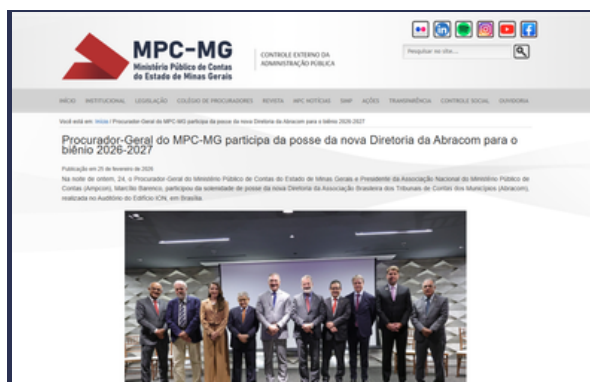 MPC-MG
Ministério Público de Contas
do Estado de Minas Gerais
CONTROLE EXTERNO DA
ADMINISTRAÇÃO PÚBLICA
Pesquisar no site...
INÍCIO INSTITUCIONAL LEGISLAÇÃO COLÉGIO DE PROCURADORES REVISTA MPC NOTÍCIAS SIMP AÇÕES TRANSPARÊNCIA CONTROLE SOCIAL OUVIDORIA
Você está em: Início / Procurador-Geral do MPC-MG participa da posse da nova Diretoria da Abracom para o biênio 2026-2027
Procurador-Geral do MPC-MG participa da posse da nova Diretoria da Abracom para o
biênio 2026-2027
Publicação em 25 de fevereiro de 2026
Na noite de ontem, 24, o Procurador-Geral do Ministério Público de Contas do Estado de Minas Gerais e Presidente da Associação Nacional do Ministério Público de
Contas (Ampcon), Marcílio Barenco, participou da solenidade de posse da nova Diretoria da Associação Brasileira dos Tribunais de Contas dos Municípios (Abracom),
realizada no Auditório do Edifício ION, em Brasília.